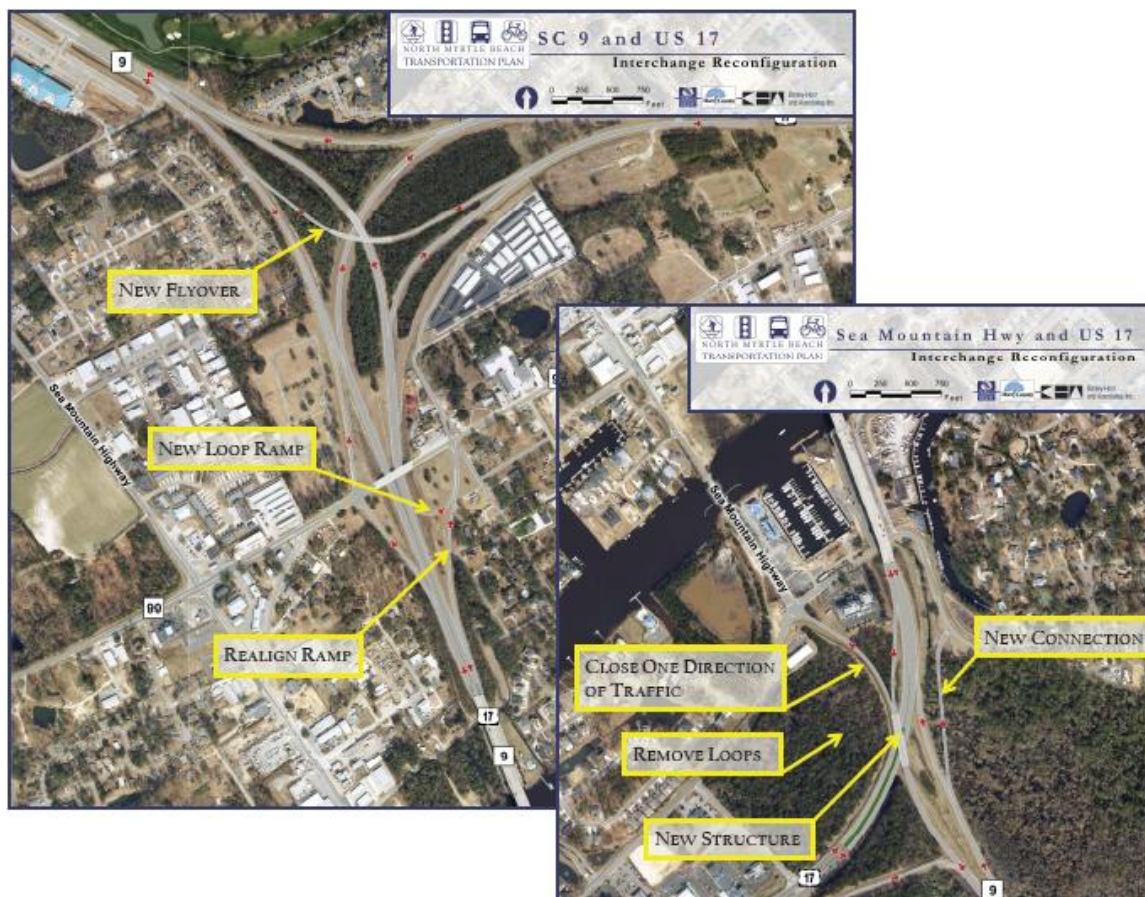 NORTH MYRTLE BEACH
TRANSPORTATION PLAN
SC 9 and US 17
Interchange Reconfiguration
0 250 500 750
Feet
9
NEW FLYOVER
Sea Mountain Highway
NEW LOOP RAMP
90
REALIGN RAMP
17
9
NORTH MYRTLE BEACH
TRANSPORTATION PLAN
Sea Mountain Hwy and US 17
Interchange Reconfiguration
0 250 500 750
Feet
Sea Mountain Highway
NEW CONNECTION
CLOSE ONE DIRECTION
OF TRAFFIC
REMOVE LOOPS
NEW STRUCTURE
17
9